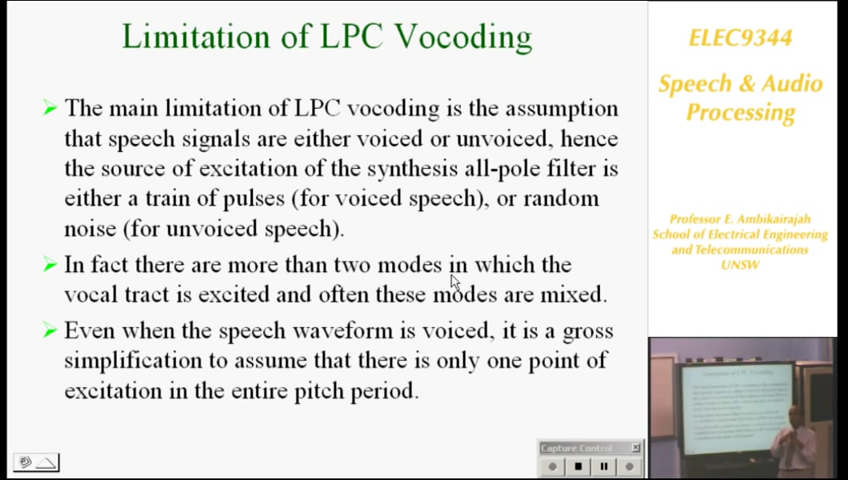 Limitation of LPC Vocoding
The main limitation of LPC vocoding is the assumption
that speech signals are either voiced or unvoiced, hence
the source of excitation of the synthesis all-pole filter is
either a train of pulses (for voiced speech), or random
noise (for unvoiced speech).
In fact there are more than two modes in which the
vocal tract is excited and often these modes are mixed.
Even when the speech waveform is voiced, it is a gross
simplification to assume that there is only one point of
excitation in the entire pitch period.
Capture Control
ELEC9344
Speech & Audio
Processing
Professor E. Ambikairajah
School of Electrical Engineering
and Telecommunications
UNSW